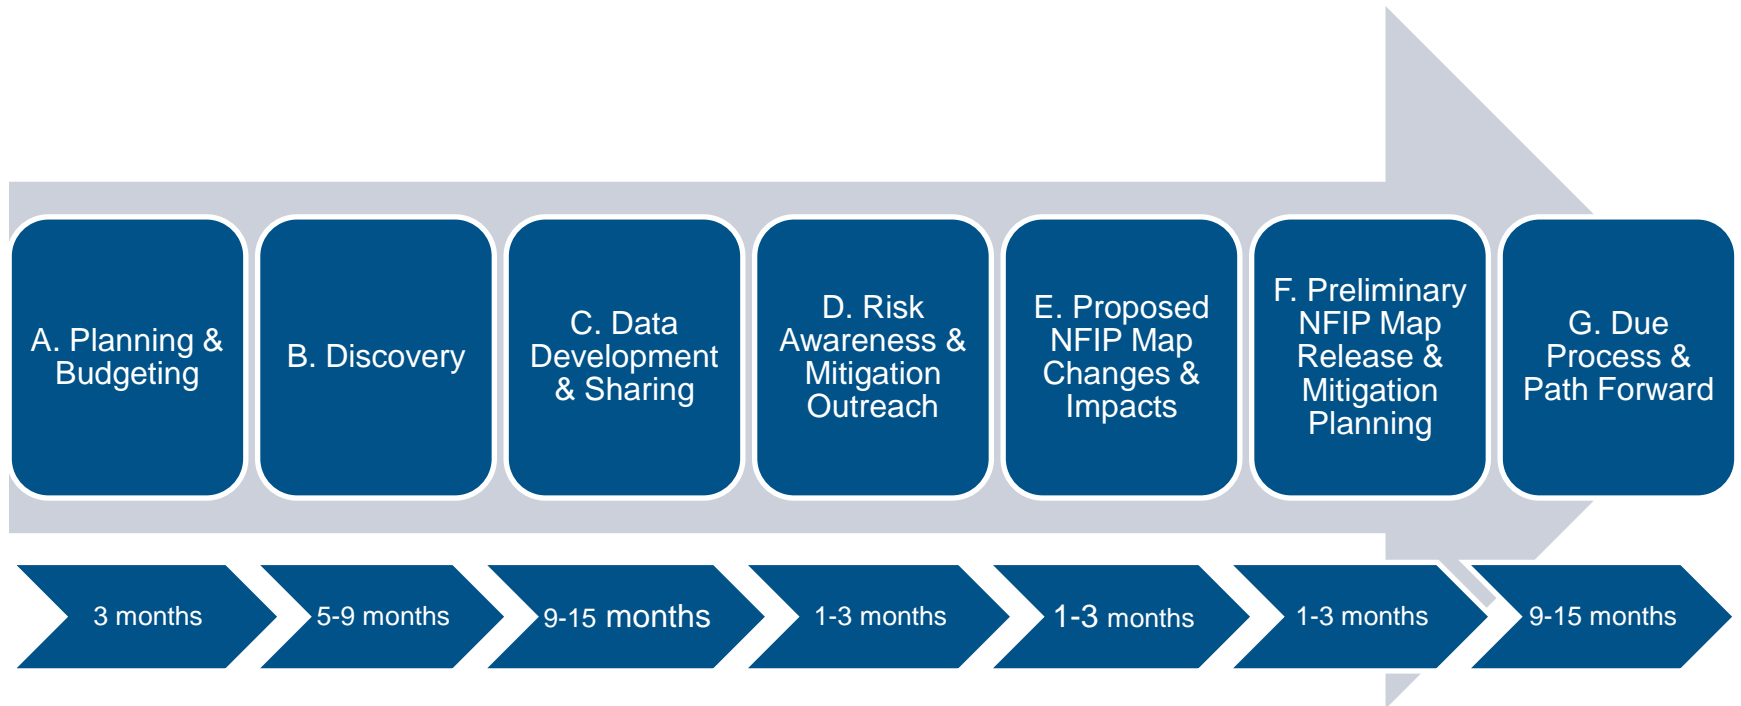 A. Planning &
Budgeting
B. Discovery
C. Data
Development
& Sharing
D. Risk
Awareness &
Mitigation
Outreach
E. Proposed
NFIP Map
Changes &
Impacts
F. Preliminary
NFIP Map
Release &
Mitigation
Planning
G. Due
Process &
Path Forward
3 months
5-9 months
9-15 months
1-3 months
1-3 months
1-3 months
9-15 months